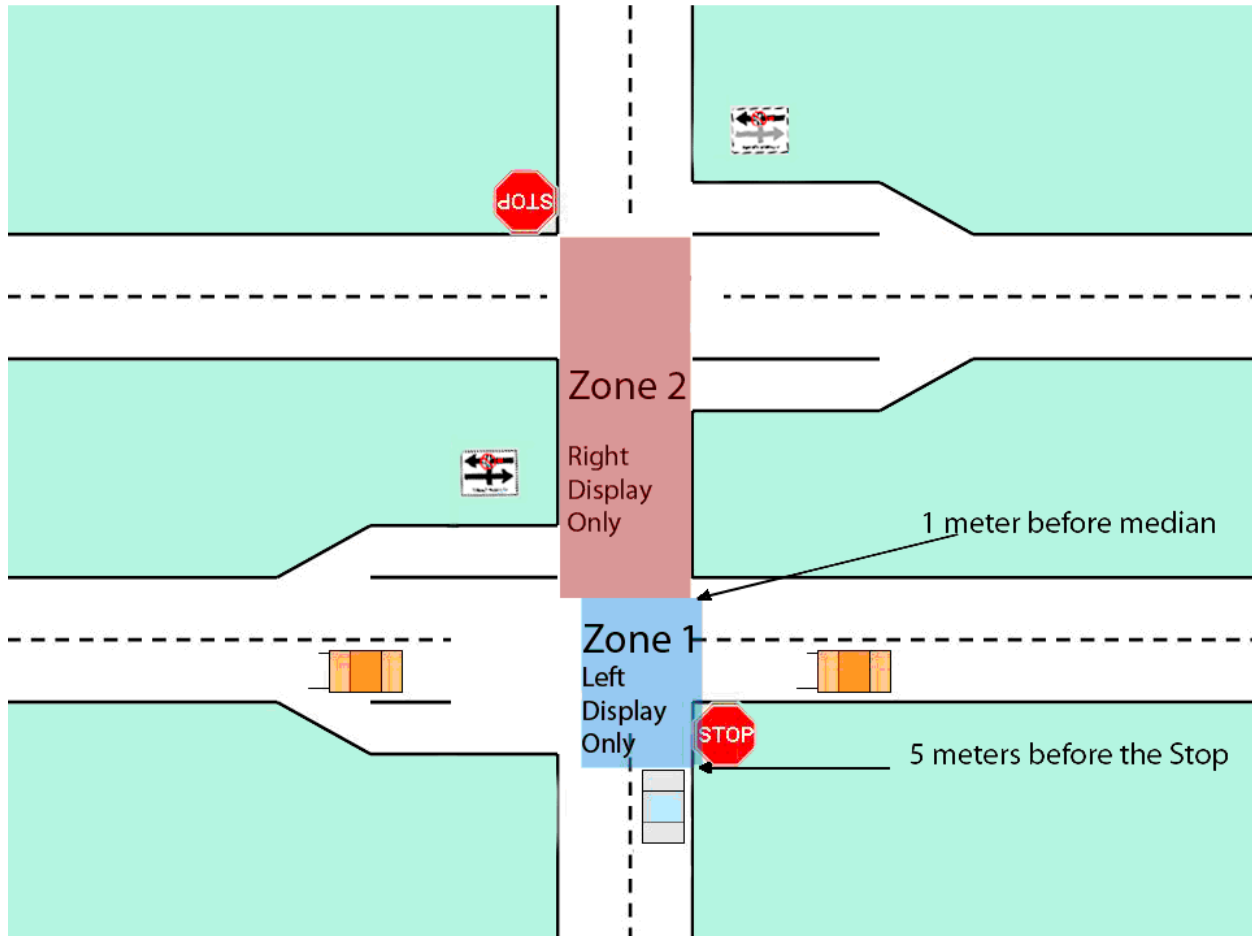 STOP
Zone 2
Right
Display
Only
1 meter before median
Zone 1
Left
Display
Only
STOP
5 meters before the Stop